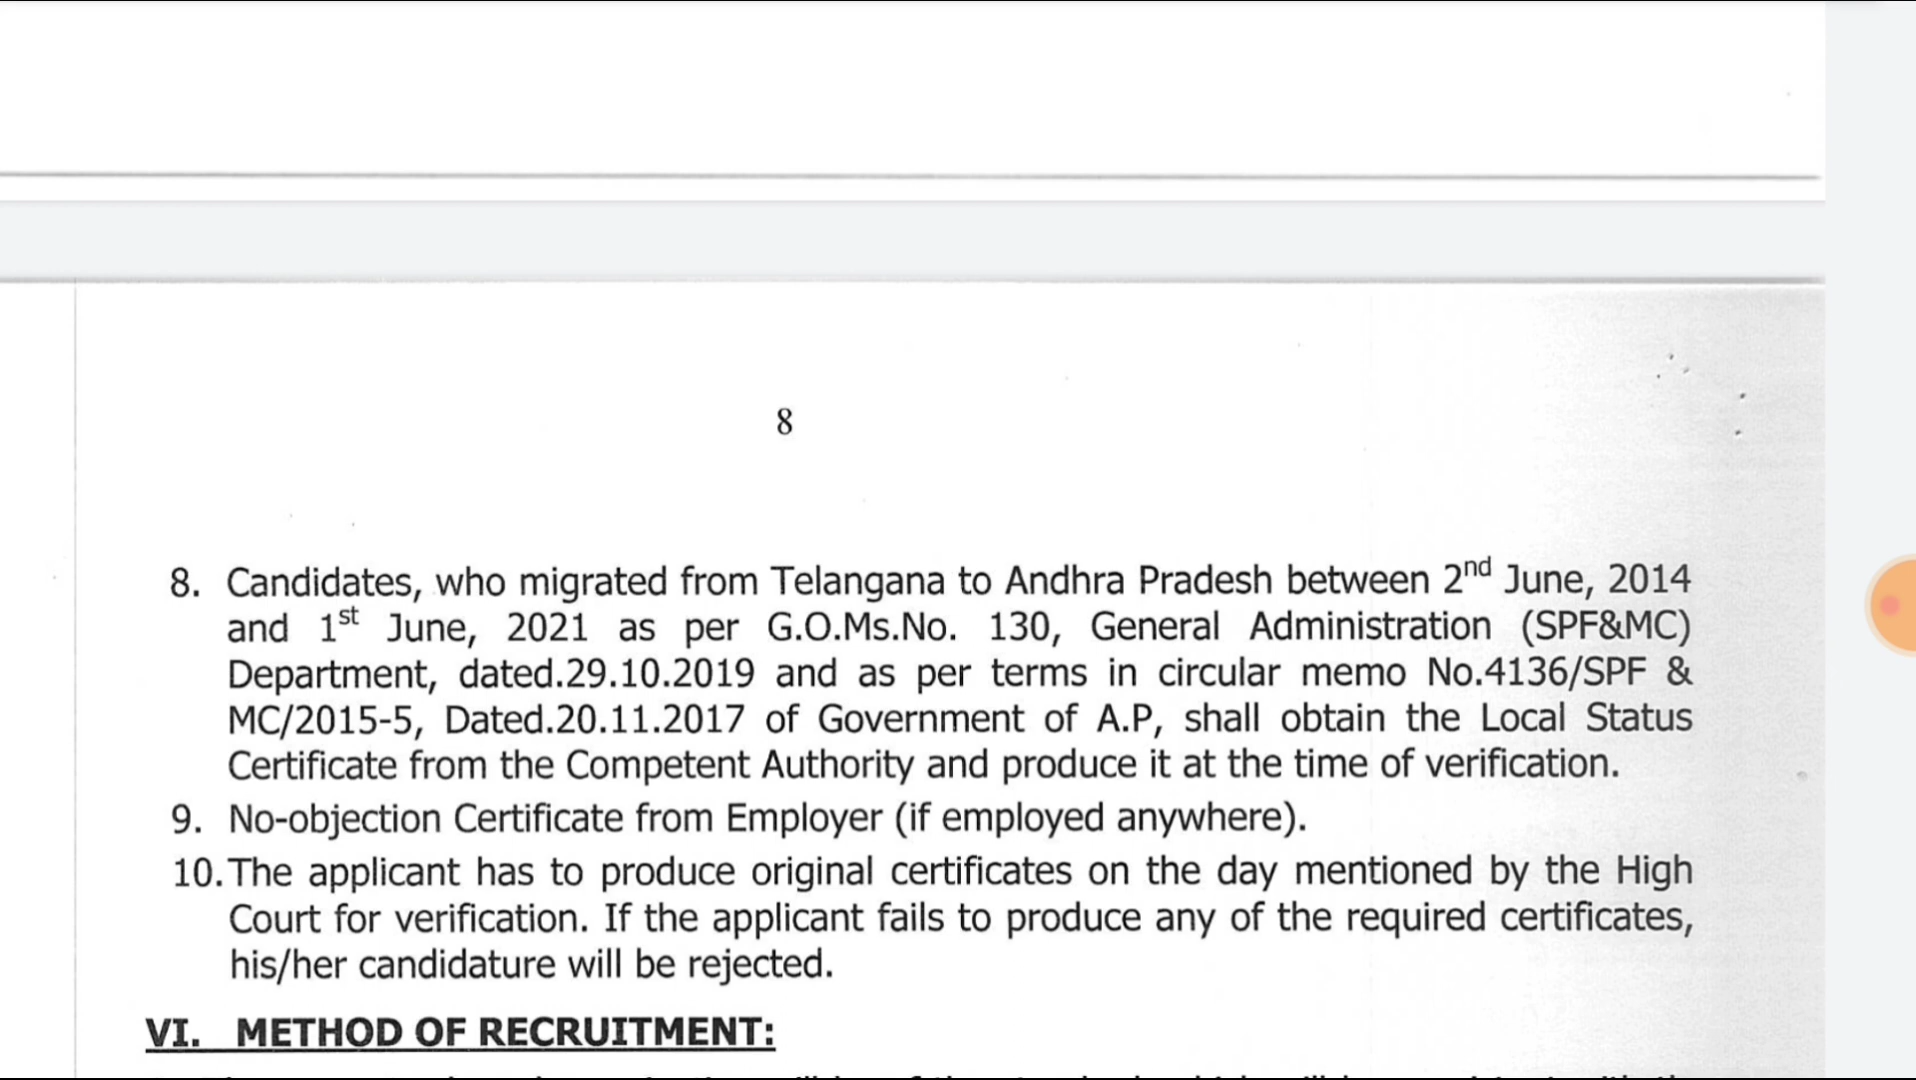 8
8. Candidates, who migrated from Telangana to Andhra Pradesh between 2nd June, 2014
and 1st June, 2021 as per G.O.Ms.No. 130, General Administration (SPF&MC)
Department, dated.29.10.2019 and as per terms in circular memo No.4136/SPF &
MC/2015-5, Dated.20.11.2017 of Government of A.P, shall obtain the Local Status
Certificate from the Competent Authority and produce it at the time of verification.
9. No-objection Certificate from Employer (if employed anywhere).
10. The applicant has to produce original certificates on the day mentioned by the High
Court for verification. If the applicant fails to produce any of the required certificates,
his/her candidature will be rejected.
VI. METHOD OF RECRUITMENT: